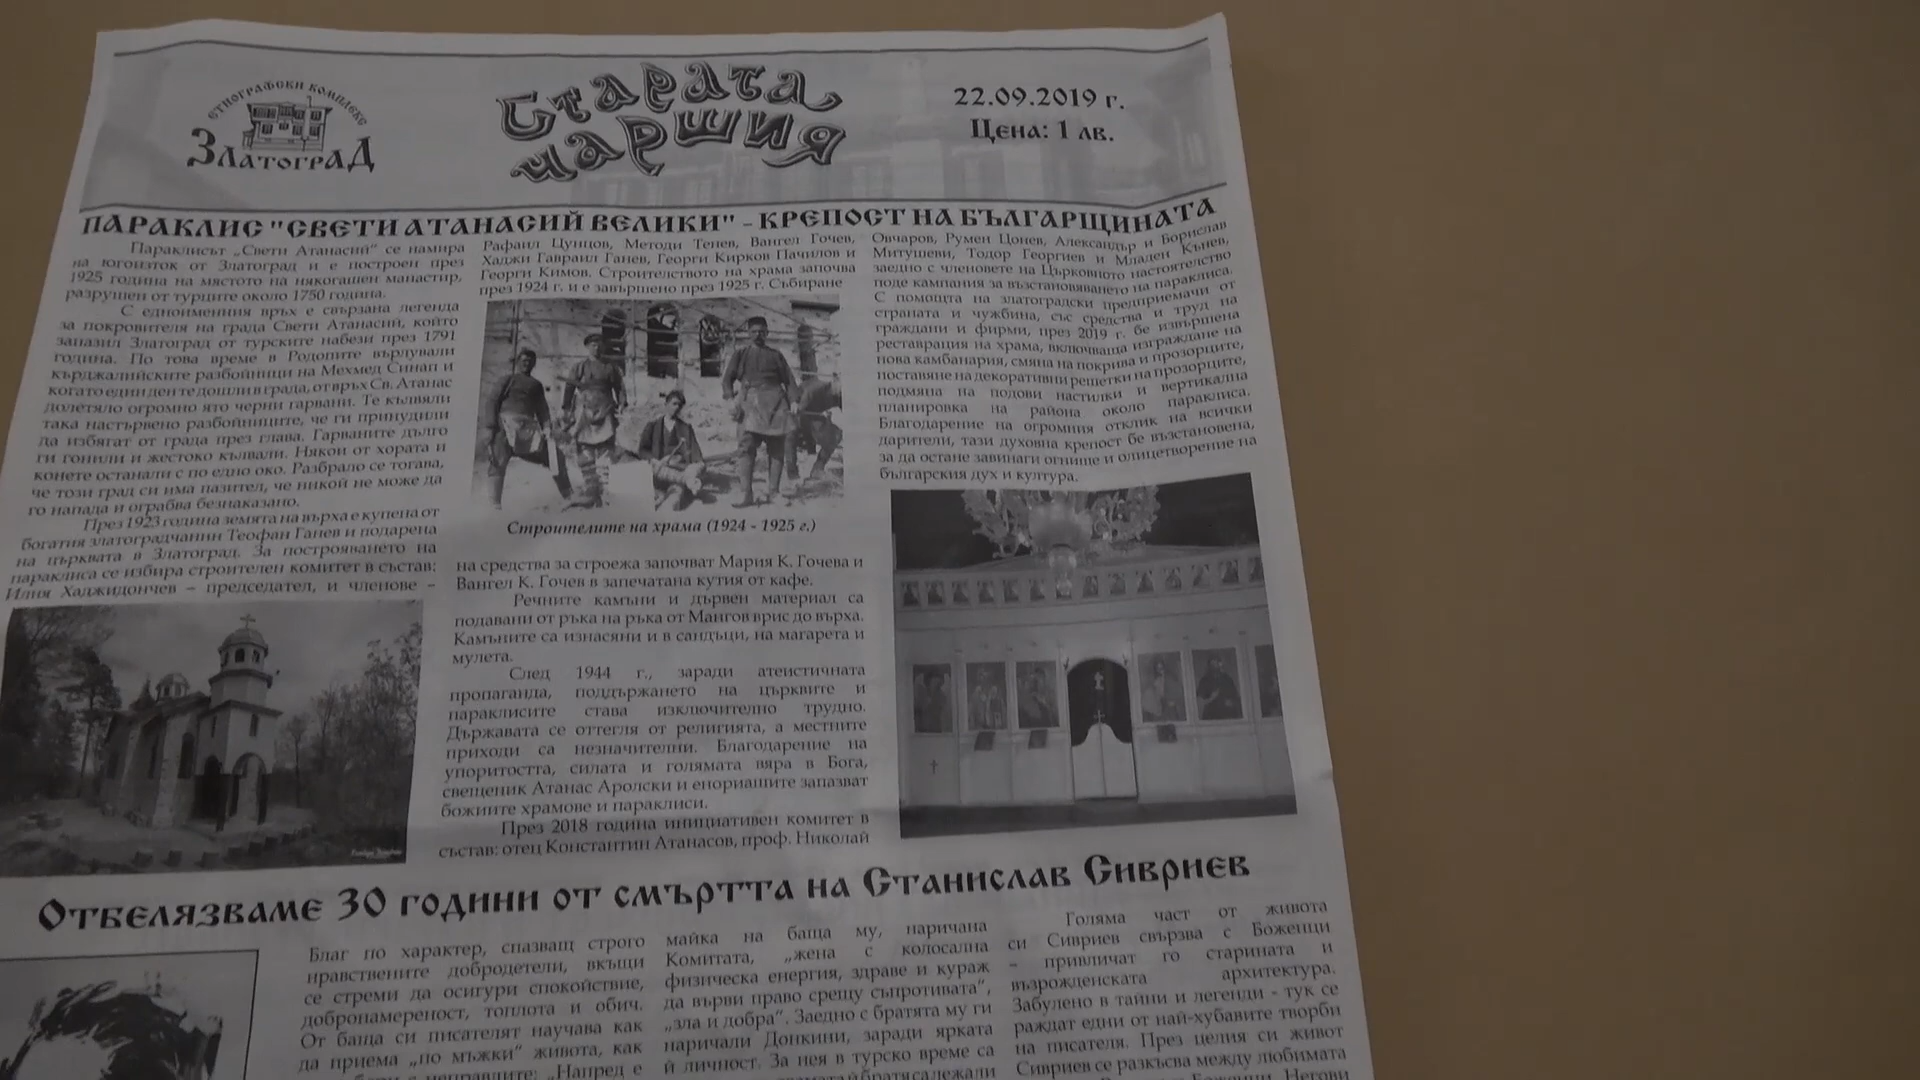 ЕТНОГРАФСКИ КОМПЛЕКС
ЗЛАТОГРАД
Старата
чаршия
22.09.2019 г.
Цена: 1 лв.
ПАРАКЛИС "СВЕТИ АТАНАСИЙ ВЕЛИКИ" - КРЕПОСТ НА БЪЛГАРЩИНАТА
Параклисът „Свети Атанасий“ се намира
на югоизток от Златоград и е построен през
1925 година на мястото на някогашен манастир,
разрушен от турците около 1750 година.
С едноименния връх е свързана легенда
за покровителя на града Свети Атанасий, който
запазил Златоград от турските набези през 1791
година. По това време в Родопите върлували
кърджалийските разбойници на Мехмед Синап и
когато един ден те дошли в града, от връх Св. Атанас
долетяло огромно ято черни гарвани. Те кълвяли
така настървено разбойниците, че ги принудили
да избягат от града през глава. Гарваните дълго
ги гонили и жестоко кълвали. Някои от хората и
конете останали с по едно око. Разбрало се тогава,
че този град си има пазител, че никой не може да
го напада и ограбва безнаказано.
През 1923 година земята на върха е купена от
богатия златоградчанин Теофан Ганев и подарена
на църквата в Златоград. За построяването на
параклиса се избира строителен комитет в състав:
Илия Хаджидончев – председател, и членове –
Рафаил Цунцов, Методи Тенев, Вангел Гочев,
Хаджи Гавраил Ганев, Георги Кирков Пачилов и
Георги Кимов. Строителството на храма започва
през 1924 г. и е завършено през 1925 г. Събиране
Строителите на храма (1924 - 1925 г.)
на средства за строежа започват Мария К. Гочева и
Вангел К. Гочев в запечатана кутия от кафе.
Речните камъни и дървен материал са
подавани от ръка на ръка от Мангов врис до върха.
Камъните са изнасяни и в сандъци, на магарета и
мулета.
След 1944 г., заради атеистичната
пропаганда, поддържането на църквите и
параклисите става изключително трудно.
Държавата се оттегля от религията, а местните
приходи са незначителни. Благодарение на
упоритостта, силата и голямата вяра в Бога,
свещеник Атанас Аролски и енориашите запазват
божиите храмове и параклиси.
През 2018 година инициативен комитет в
състав: отец Константин Атанасов, проф. Николай
Овчаров, Румен Цонев, Александър и Борислав
Митушеви, Тодор Георгиев и Младен Кънев,
заедно с членовете на Църковното настоятелство
поде кампания за възстановяването на параклиса.
С помощта на златоградски предприемачи от
страната и чужбина, със средства и труд на
граждани и фирми, през 2019 г. бе извършена
реставрация на храма, включваща изграждане на
нова камбанария, смяна на покрива и прозорците,
поставяне на декоративни решетки на прозорците,
подмяна на подови настилки и вертикална
планировка на района около параклиса.
Благодарение на огромния отклик на всички
дарители, тази духовна крепост бе възстановена,
за да остане завинаги огнище и олицетворение на
българския дух и култура.
Отбелязваме 30 години от смъртта на Станислав Сивриев
Благ по характер, спазващ строго
нравствените добродетели, вкъщи
се стреми да осигури спокойствие,
добронамереност, топлота и обич.
От баща си писателят научава как
да приема „по мъжки“ живота, как
„Напред е
майка на баща му, наричана
Комитата, „жена с колосална
физическа енергия, здраве и кураж
да върви право срещу съпротивата“,
„зла и добра“. Заедно с братята му ги
наричали Донкини, заради ярката
ѝ личност. За нея в турско време са
Голяма част от живота
си Сивриев свързва с Боженци
– привличат го старината и
възрожденската архитектура.
Забулено в тайни и легенди - тук се
раждат едни от най-хубавите творби
на писателя. През целия си живот
Сивриев се разкъсва между любимата
Боженци. Негови